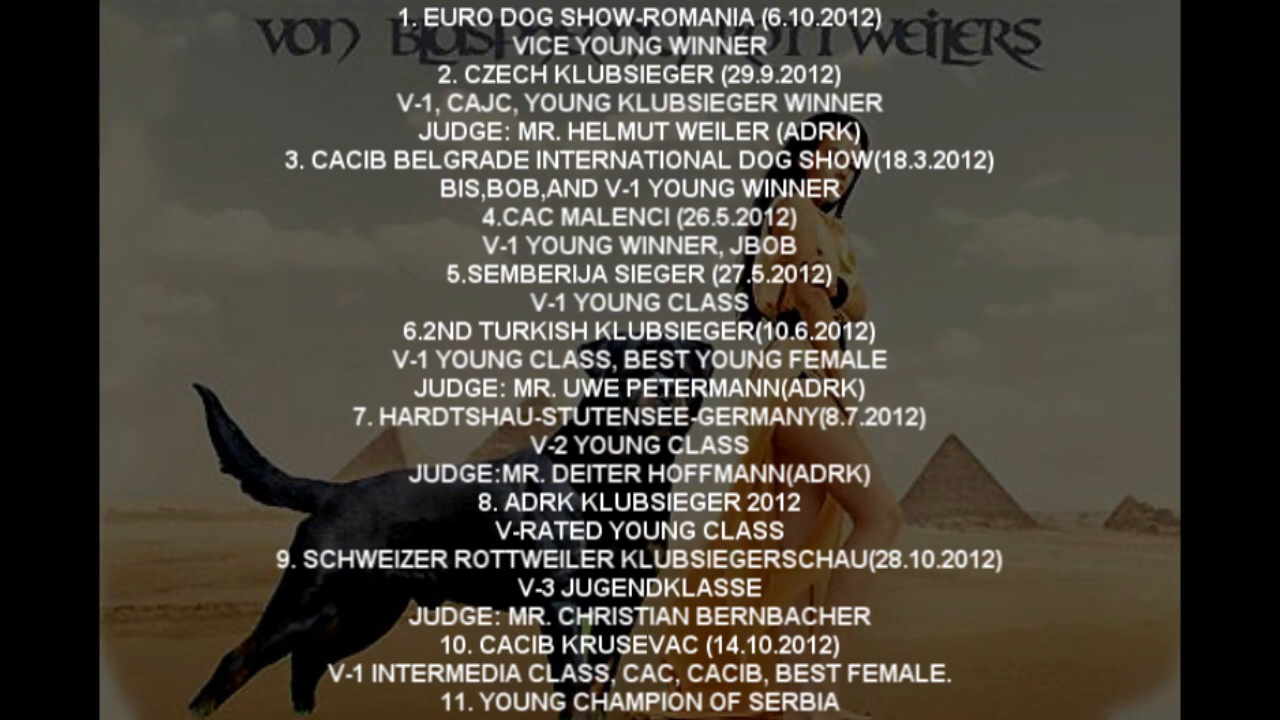 1. EURO DOG SHOW-ROMANIA (6.10.2012)
VON ROTTWEILERS
VICE YOUNG WINNER
2. CZECH KLUBSIEGER (29.9.2012)
V-1, CAJC, YOUNG KLUBSIEGER WINNER
JUDGE: MR. HELMUT WEILER (ADRK)
3. CACIB BELGRADE INTERNATIONAL DOG SHOW(18.3.2012)
BIS,BOB,AND V-1 YOUNG WINNER
4.CAC MALENCI (26.5.2012)
V-1 YOUNG WINNER, JBOB
5.SEMBERIJA SIEGER (27.5.2012)
V-1 YOUNG CLASS
6.2ND TURKISH KLUBSIEGER(10.6.2012)
V-1 YOUNG CLASS, BEST YOUNG FEMALE
JUDGE: MR. UWE PETERMANN(ADRK)
7. HARDTSHAU-STUTENSEE-GERMANY(8.7.2012)
V-2 YOUNG CLASS
JUDGE:MR. DEITER HOFFMANN(ADRK)
8. ADRK KLUBSIEGER 2012
V-RATED YOUNG CLASS
9. SCHWEIZER ROTTWEILER KLUBSIEGERSCHAU(28.10.2012)
V-3 JUGENDKLASSE
JUDGE: MR. CHRISTIAN BERNBACHER
10. CACIB KRUSEVAC (14.10.2012)
V-1 INTERMEDIA CLASS, CAC, CACIB, BEST FEMALE.
11. YOUNG CHAMPION OF SERBIA